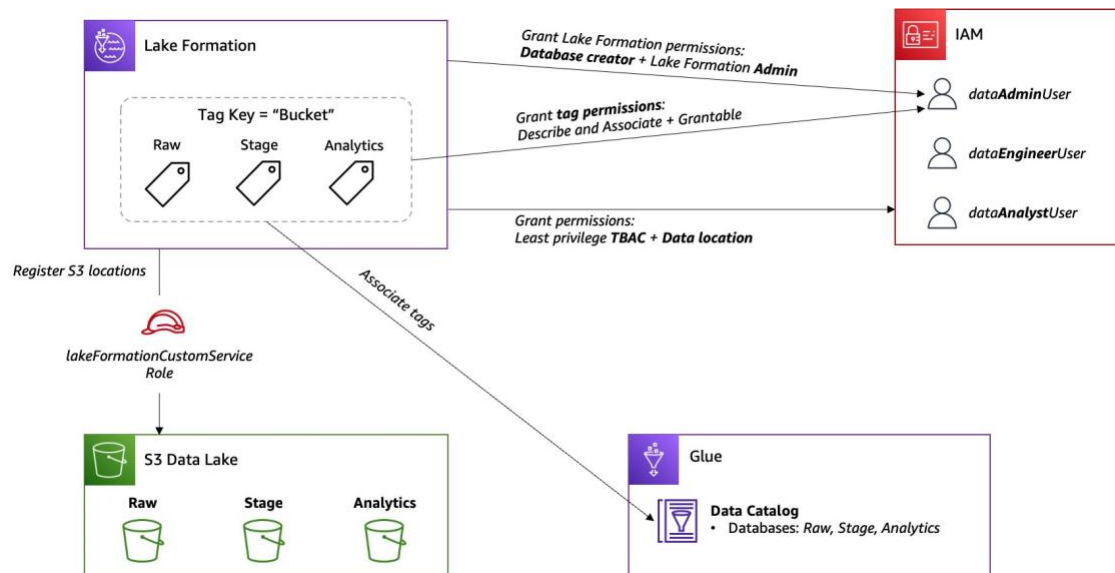 Lake Formation
Tag Key = “Bucket”
Raw
Stage
Analytics
Grant Lake Formation permissions:
Database creator + Lake Formation Admin
Grant tag permissions:
Describe and Associate + Grantable
Grant permissions:
Least privilege TBAC + Data location
IAM
dataAdminUser
dataEngineerUser
dataAnalystUser
Register S3 locations
lakeFormationCustomService
Role
Associate tags
S3 Data Lake
Raw
Stage
Analytics
Glue
Data Catalog
• Databases: Raw, Stage, Analytics